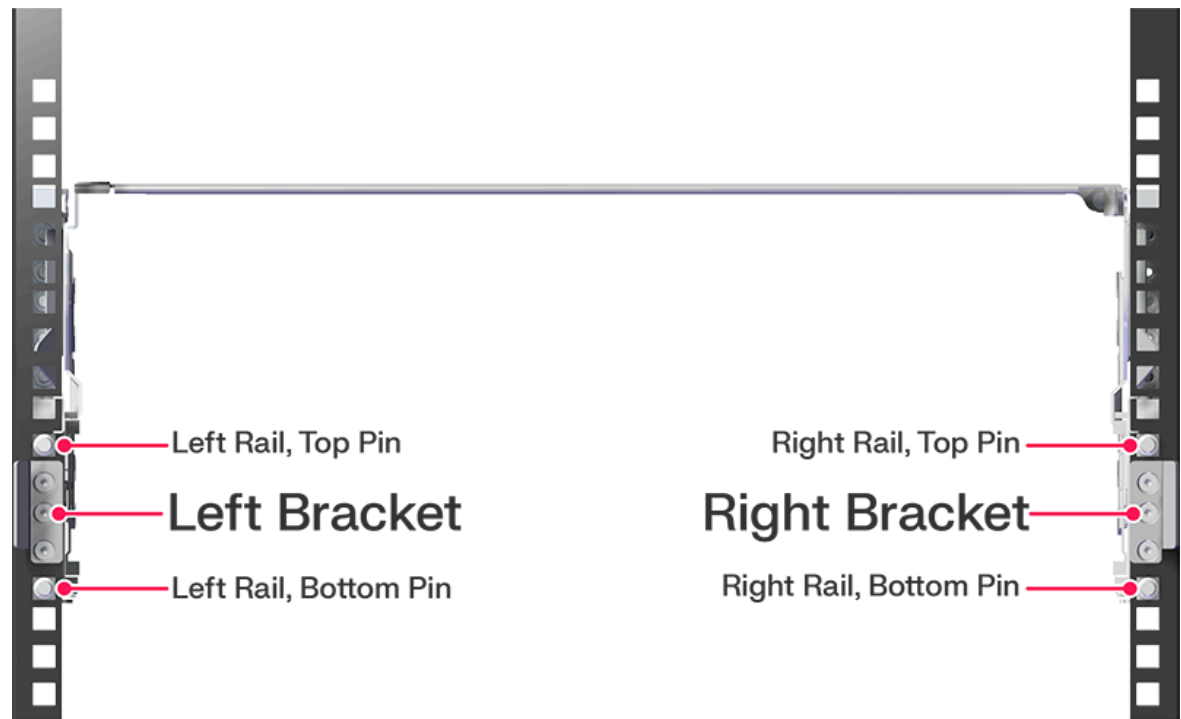 Left Rail, Top Pin
Right Rail, Top Pin
Left Bracket
Right Bracket
Left Rail, Bottom Pin
Right Rail, Bottom Pin